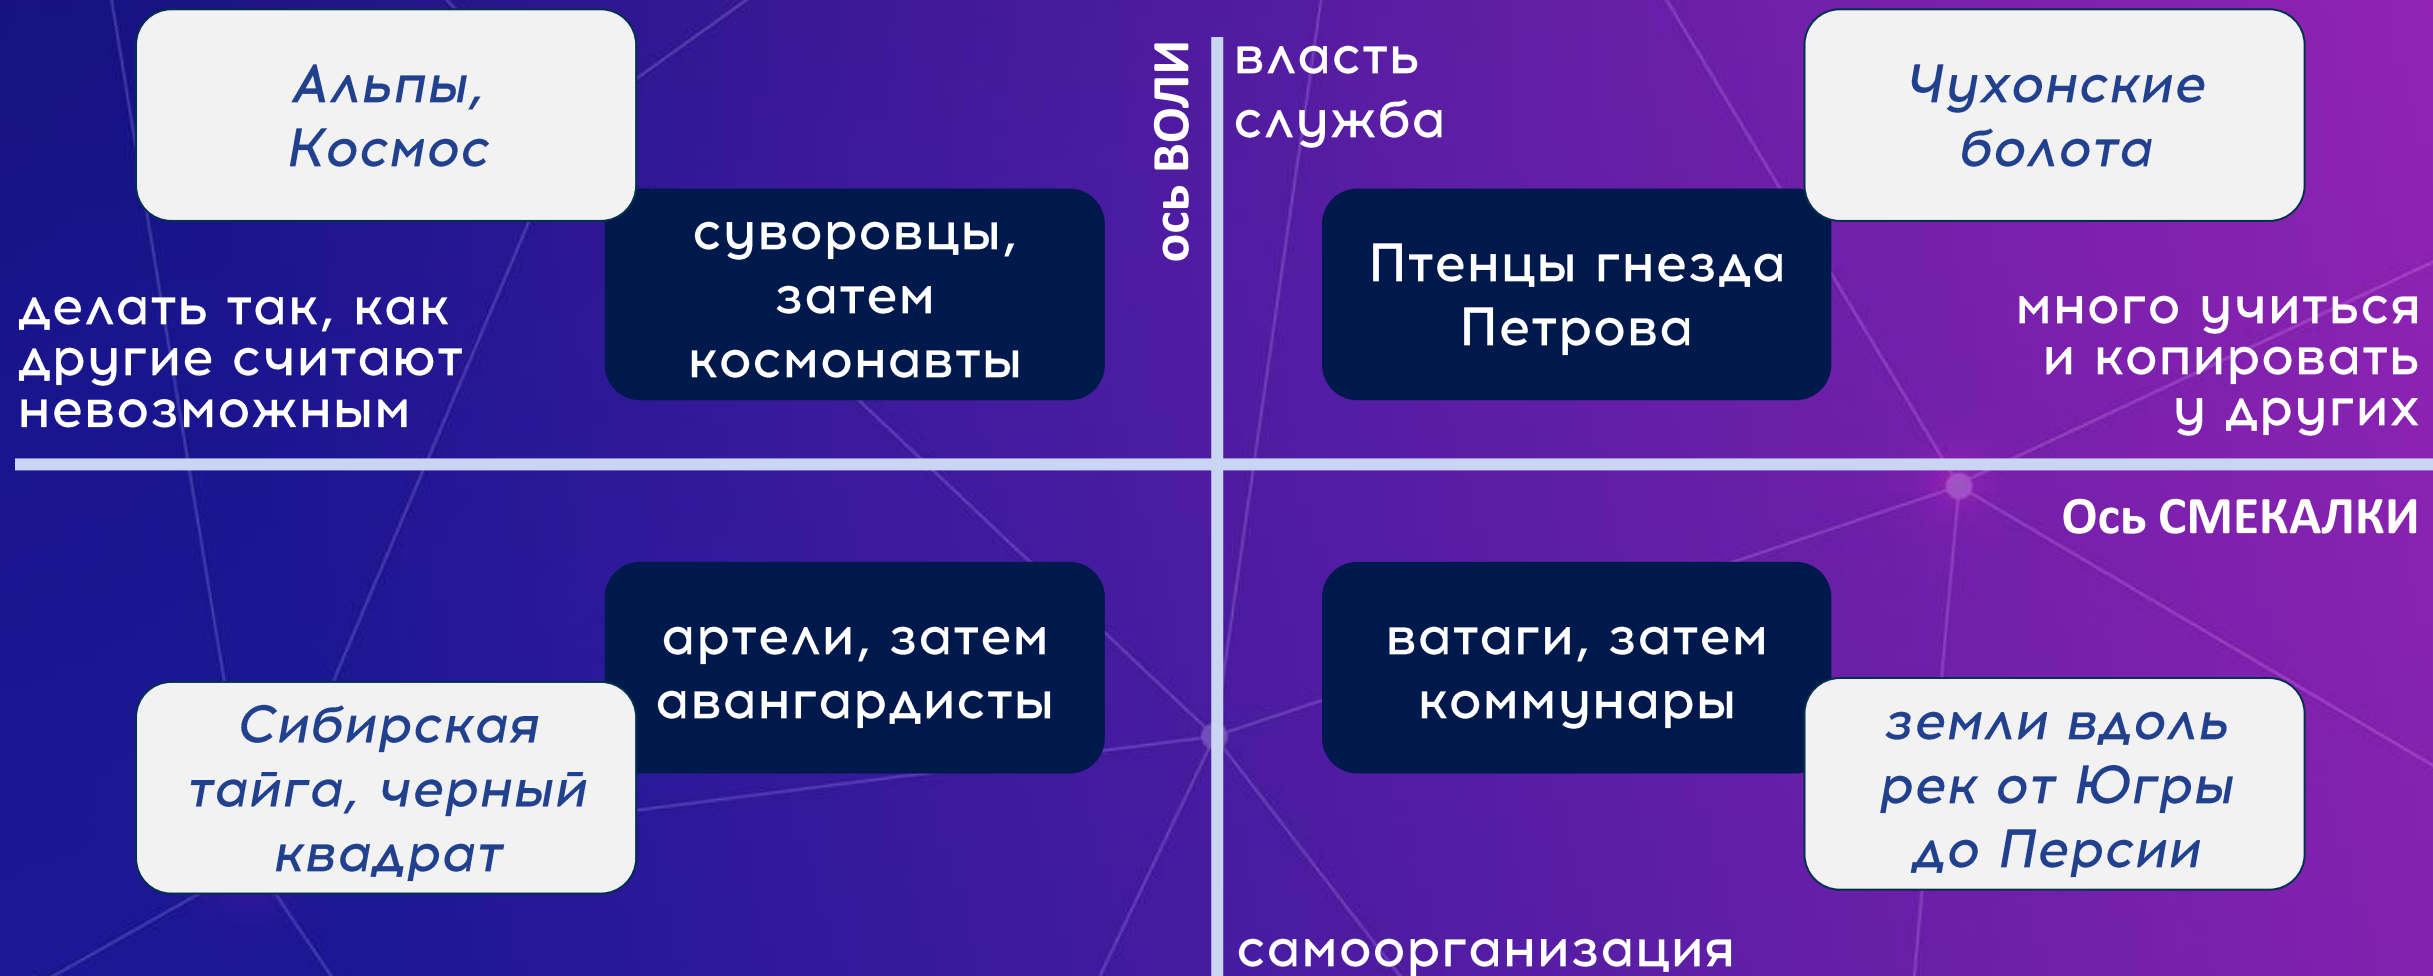 Альпы,
Космос
ось ВОЛИ
власть
служба
Чухонские
болота
суворовцы,
затем
космонавты
Птенцы гнезда
Петрова
делать так, как
другие считают
невозможным
много учиться
и копировать
у других
Ось СМЕКАЛКИ
артели, затем
авангардисты
ватаги, затем
коммунары
Сибирская
тайга, черный
квадрат
земли вдоль
рек от Югры
до Персии
самоорганизация